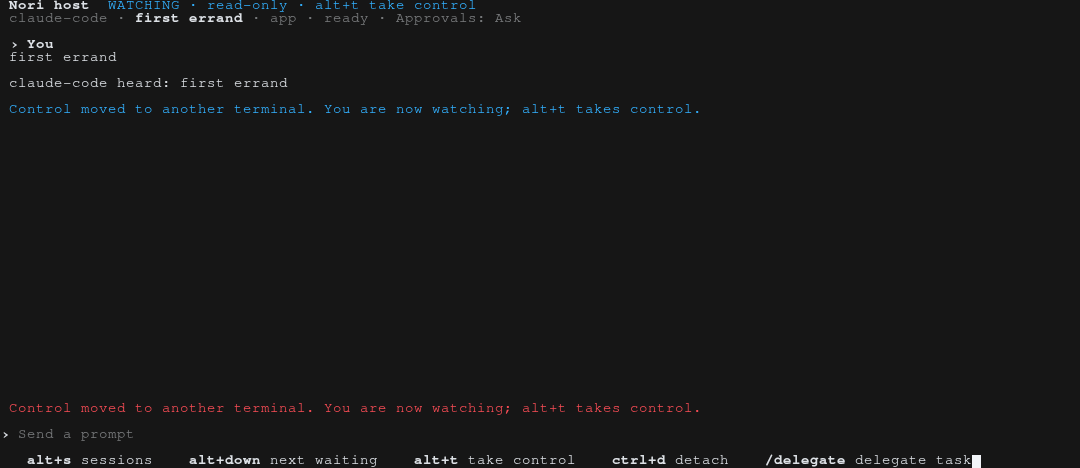 Nori host  WATCHING · read-only · alt+t take control
claude-code · first errand · app · ready · Approvals: Ask
› You
first errand
claude-code heard: first errand
Control moved to another terminal. You are now watching; alt+t takes control.
Control moved to another terminal. You are now watching; alt+t takes control.
› Send a prompt
alt+s sessions    alt+down next waiting    alt+t take control    ctrl+d detach    /delegate delegate task